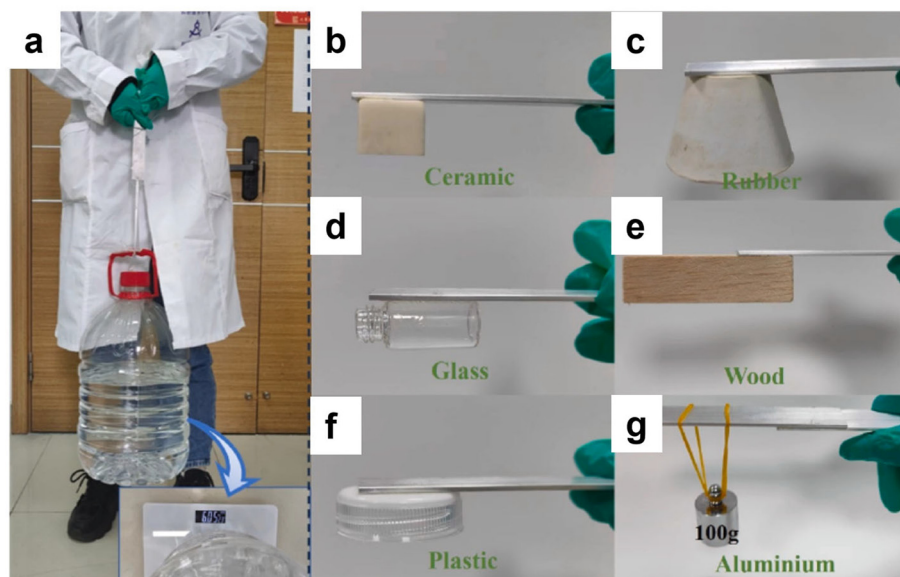 a
b
Ceramic
c
Rubber
d
Glass
e
Wood
f
Plastic
g
100g
Aluminium